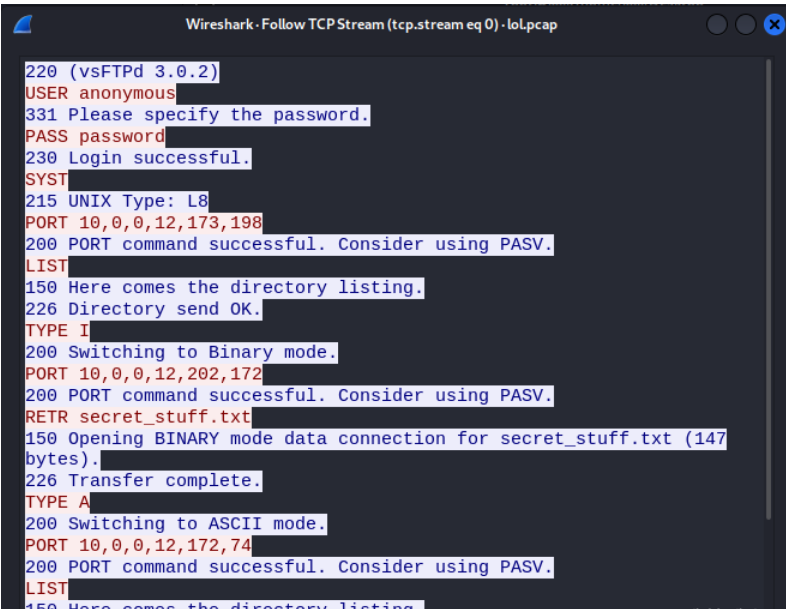 Wireshark · Follow TCP Stream (tcp.stream eq 0) · lol.pcap
220 (vsFTPd 3.0.2)
USER anonymous
331 Please specify the password.
PASS password
230 Login successful.
SYST
215 UNIX Type: L8
PORT 10,0,0,12,173,198
200 PORT command successful. Consider using PASV.
LIST
150 Here comes the directory listing.
226 Directory send OK.
TYPE I
200 Switching to Binary mode.
PORT 10,0,0,12,202,172
200 PORT command successful. Consider using PASV.
RETR secret_stuff.txt
150 Opening BINARY mode data connection for secret_stuff.txt (147
bytes).
226 Transfer complete.
TYPE A
200 Switching to ASCII mode.
PORT 10,0,0,12,172,74
200 PORT command successful. Consider using PASV.
LIST
150 Here comes the directory listing.